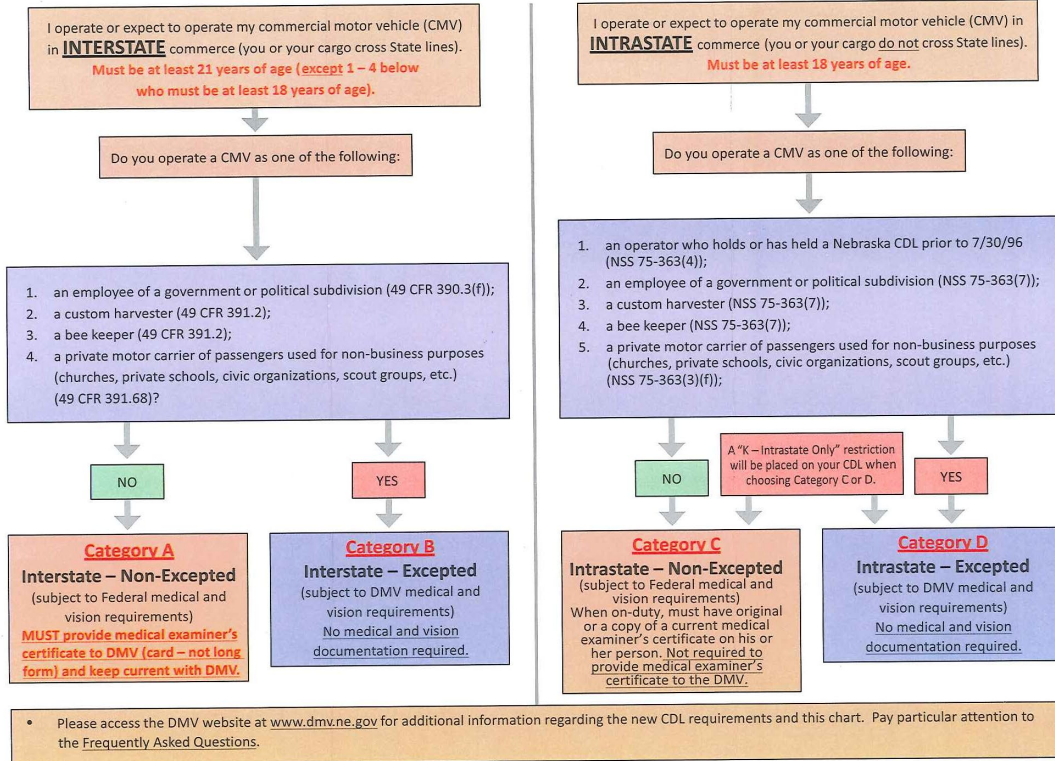 I operate or expect to operate my commercial motor vehicle (CMV)
in INTERSTATE commerce (you or your cargo cross State lines).
Must be at least 21 years of age (except 1 – 4 below
who must be at least 18 years of age).
Do you operate a CMV as one of the following:
1. an employee of a government or political subdivision (49 CFR 390.3(f));
2. a custom harvester (49 CFR 391.2);
3. a bee keeper (49 CFR 391.2);
4. a private motor carrier of passengers used for non-business purposes
(churches, private schools, civic organizations, scout groups, etc.)
(49 CFR 391.68)?
NO
YES
Category A
Interstate – Non-Excepted
(subject to Federal medical and
vision requirements)
MUST provide medical examiner's
certificate to DMV (card – not long
form) and keep current with DMV.
Category B
Interstate – Excepted
(subject to DMV medical and
vision requirements)
No medical and vision
documentation required.
I operate or expect to operate my commercial motor vehicle (CMV) in
INTRASTATE commerce (you or your cargo do not cross State lines).
Must be at least 18 years of age.
Do you operate a CMV as one of the following:
1. an operator who holds or has held a Nebraska CDL prior to 7/30/96
(NSS 75-363(4));
2. an employee of a government or political subdivision (NSS 75-363(7));
3. a custom harvester (NSS 75-363(7));
4. a bee keeper (NSS 75-363(7));
5. a private motor carrier of passengers used for non-business purposes
(churches, private schools, civic organizations, scout groups, etc.)
(NSS 75-363(3)(f));
NO
A "K – Intrastate Only" restriction
will be placed on your CDL when
choosing Category C or D.
YES
Category C
Intrastate – Non-Excepted
(subject to Federal medical and
vision requirements)
When on-duty, must have original
or a copy of a current medical
examiner's certificate on his or
her person. Not required to
provide medical examiner's
certificate to the DMV.
Category D
Intrastate – Excepted
(subject to DMV medical and
vision requirements)
No medical and vision
documentation required.
• Please access the DMV website at www.dmv.ne.gov for additional information regarding the new CDL requirements and this chart. Pay particular attention to
the Frequently Asked Questions.